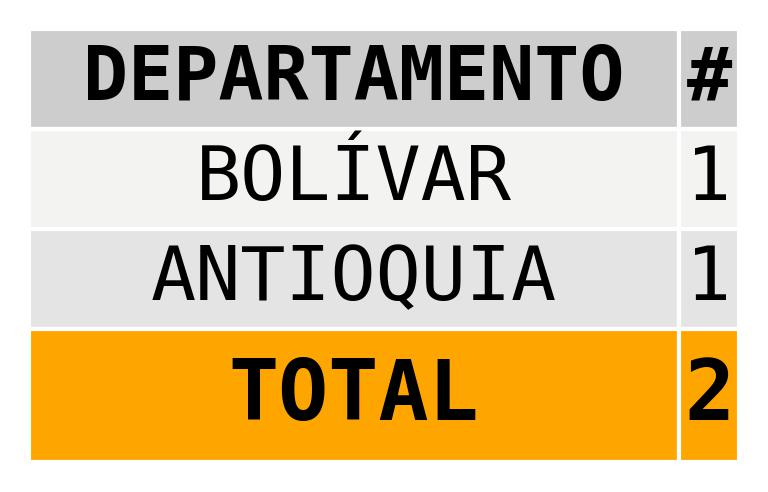 DEPARTAMENTO #
BOLÍVAR 1
ANTIOQUIA 1
TOTAL 2